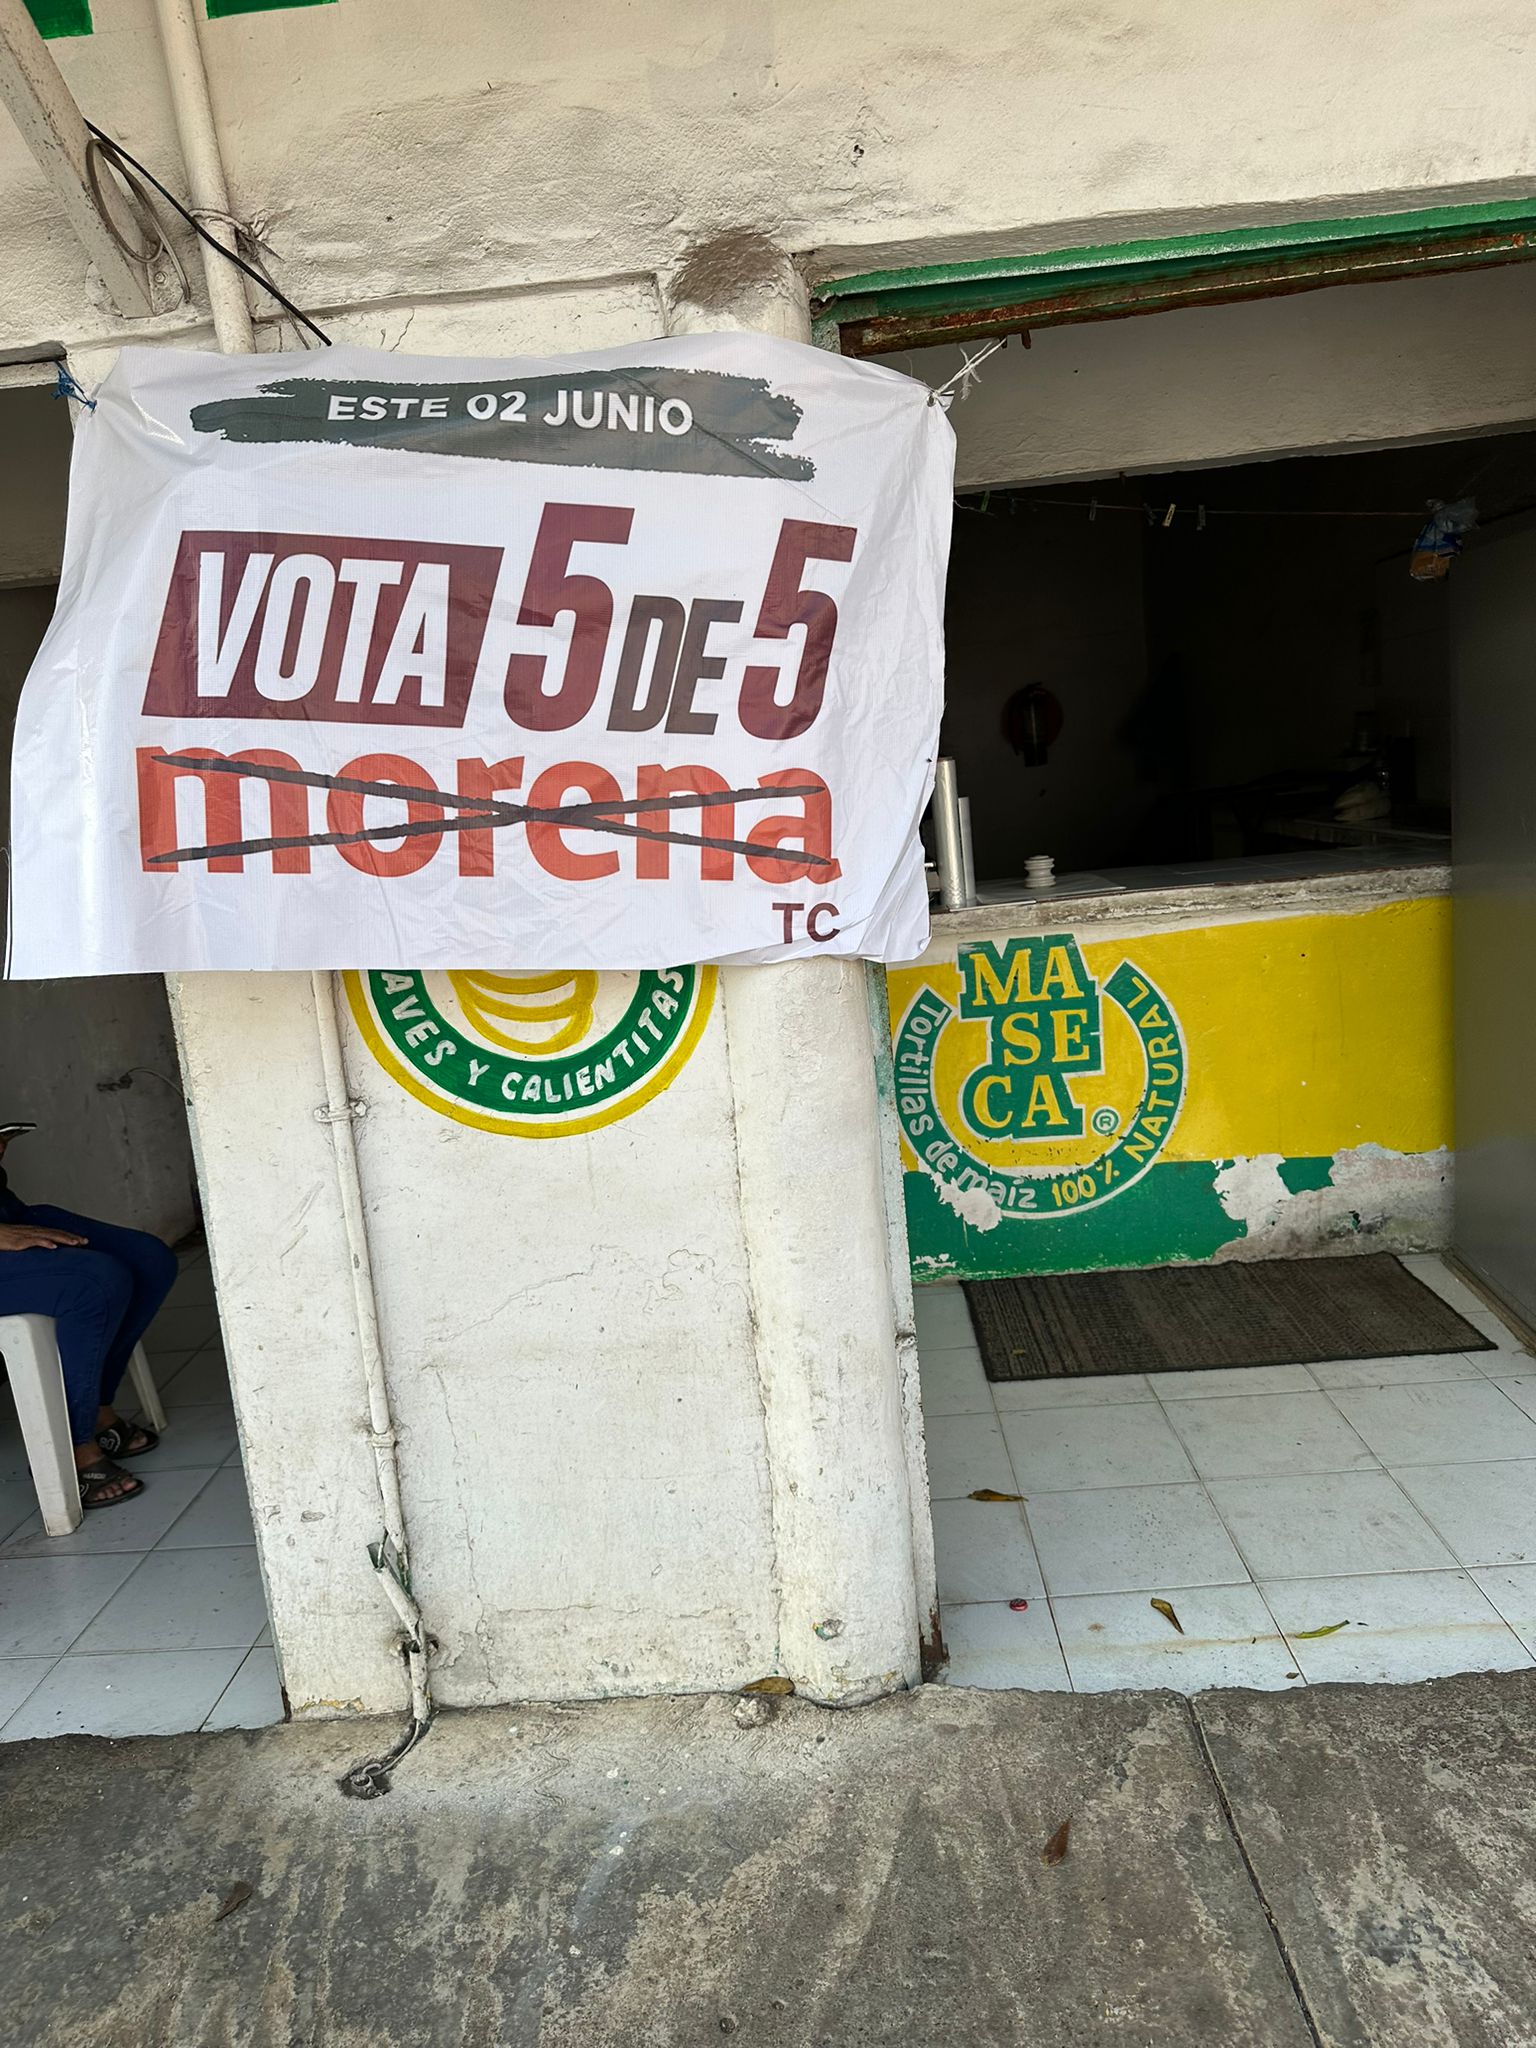 ESTE 02 JUNIO
VOTA 5 DE 5
morena
TC
AVES Y CALIENTITAS
MA
SE
CA ®
Tortillas de maíz 100% NATURAL